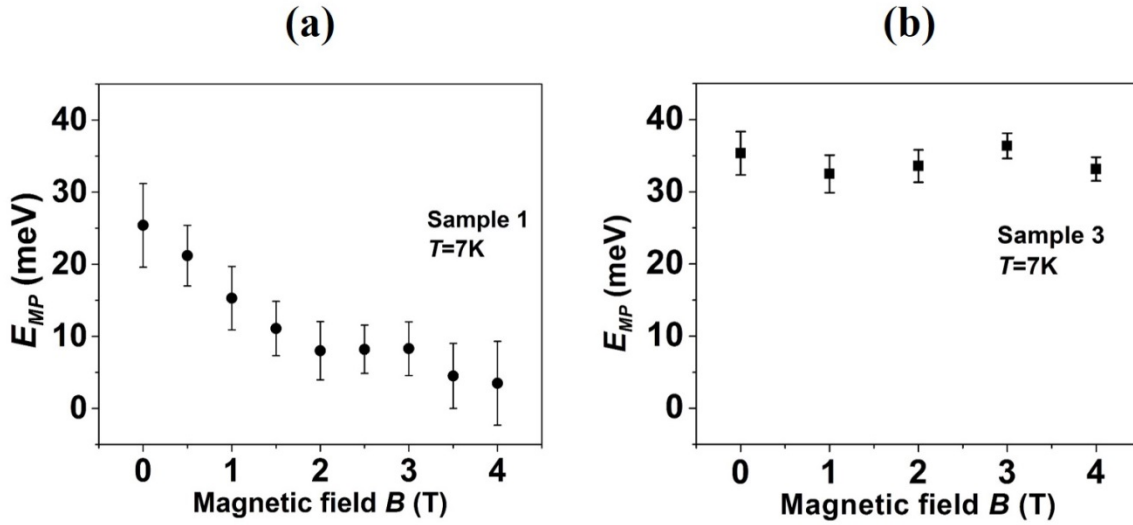 (a)
40
30
20
10
0
E_MP (meV)
Sample 1
T=7K
0 1 2 3 4
Magnetic field B (T)
(b)
40
30
20
10
0
E_MP (meV)
Sample 3
T=7K
0 1 2 3 4
Magnetic field B (T)